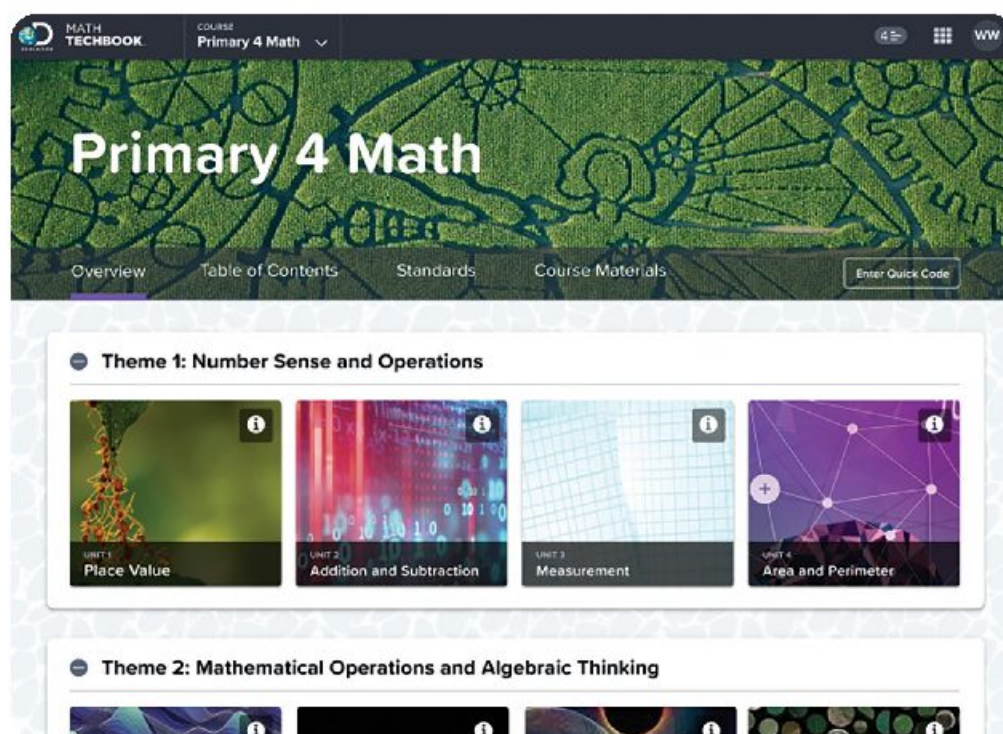 MATH
TECHBOOK
COURSE
Primary 4 Math
4
WW
Primary 4 Math
Overview
Table of Contents
Standards
Course Materials
Enter Quick Code
Theme 1: Number Sense and Operations
UNIT 1
Place Value
UNIT 2
Addition and Subtraction
UNIT 3
Measurement
UNIT 4
Area and Perimeter
Theme 2: Mathematical Operations and Algebraic Thinking